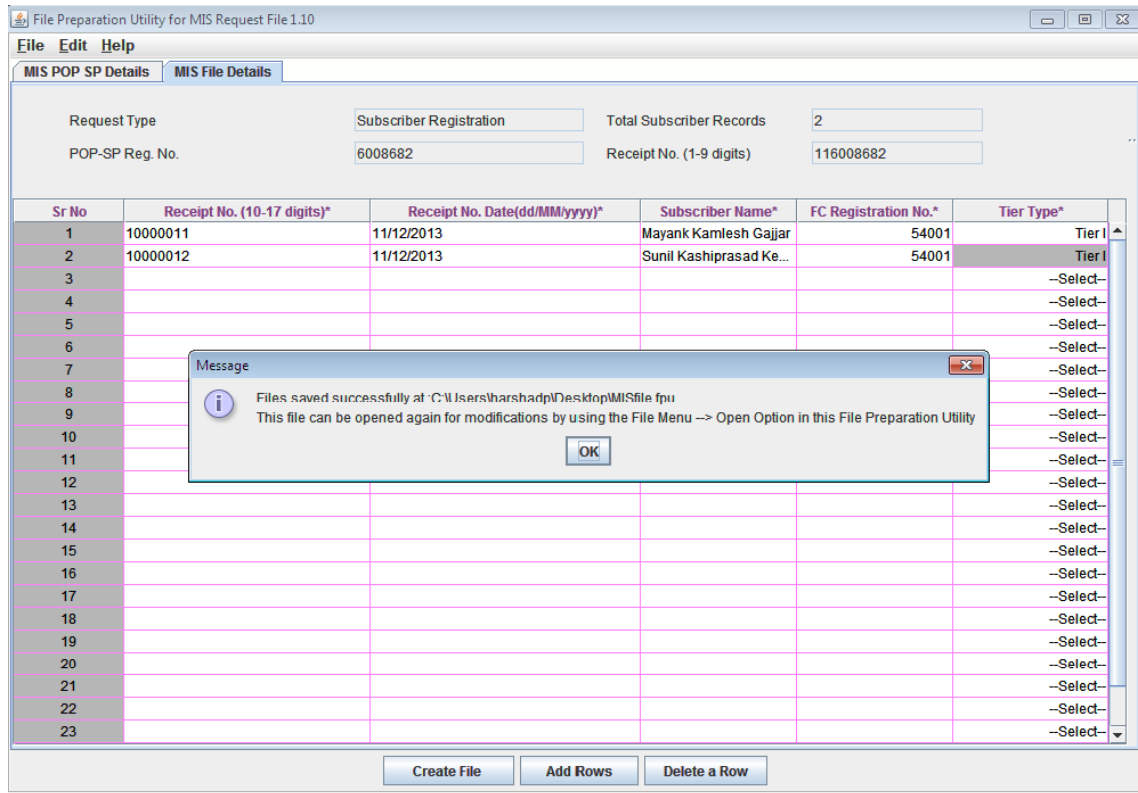 File Preparation Utility for MIS Request File 1.10
File Edit Help
MIS POP SP Details MIS File Details
Request Type Subscriber Registration Total Subscriber Records 2
POP-SP Reg. No. 6008682 Receipt No. (1-9 digits) 116008682
Sr No Receipt No. (10-17 digits)* Receipt No. Date(dd/MM/yyyy)* Subscriber Name* FC Registration No.* Tier Type*
1 10000011 11/12/2013 Mayank Kamlesh Gajjar 54001 Tier I
2 10000012 11/12/2013 Sunil Kashiprasad Ke... 54001 Tier I
3 --Select--
4 --Select--
5 --Select--
6 --Select--
7 --Select--
8 --Select--
9 --Select--
10 --Select--
11 --Select--
12 --Select--
13 --Select--
14 --Select--
15 --Select--
16 --Select--
17 --Select--
18 --Select--
19 --Select--
20 --Select--
21 --Select--
22 --Select--
23 --Select--
Message
Files saved successfully at :C:\Users\harshadp\Desktop\MISfile.fpu
This file can be opened again for modifications by using the File Menu --> Open Option in this File Preparation Utility
OK
Create File Add Rows Delete a Row